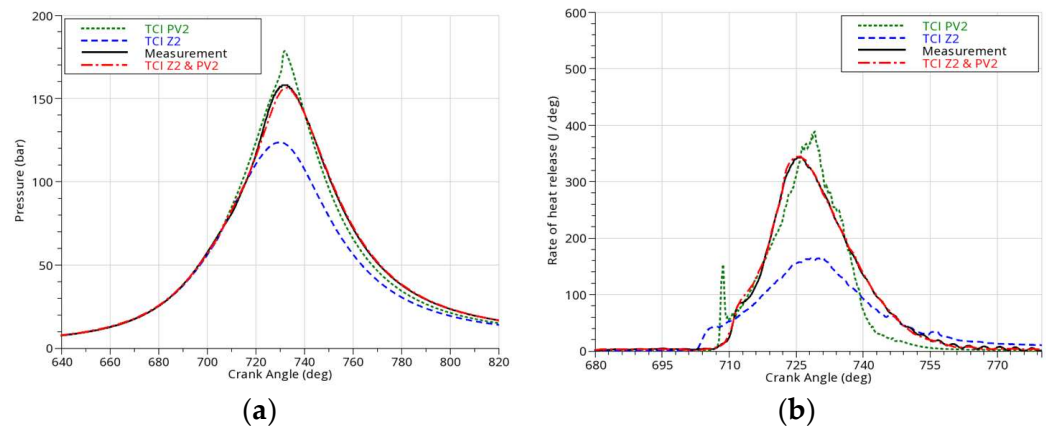 TCI PV2
TCI Z2
Measurement
TCI Z2 & PV2
200
150
100
50
0
Pressure (bar)
640 660 680 700 720 740 760 780 800 820
Crank Angle (deg)
(a)
TCI PV2
TCI Z2
Measurement
TCI Z2 & PV2
600
500
400
300
200
100
0
Rate of heat release (J / deg)
680 695 710 725 740 755 770
Crank Angle (deg)
(b)